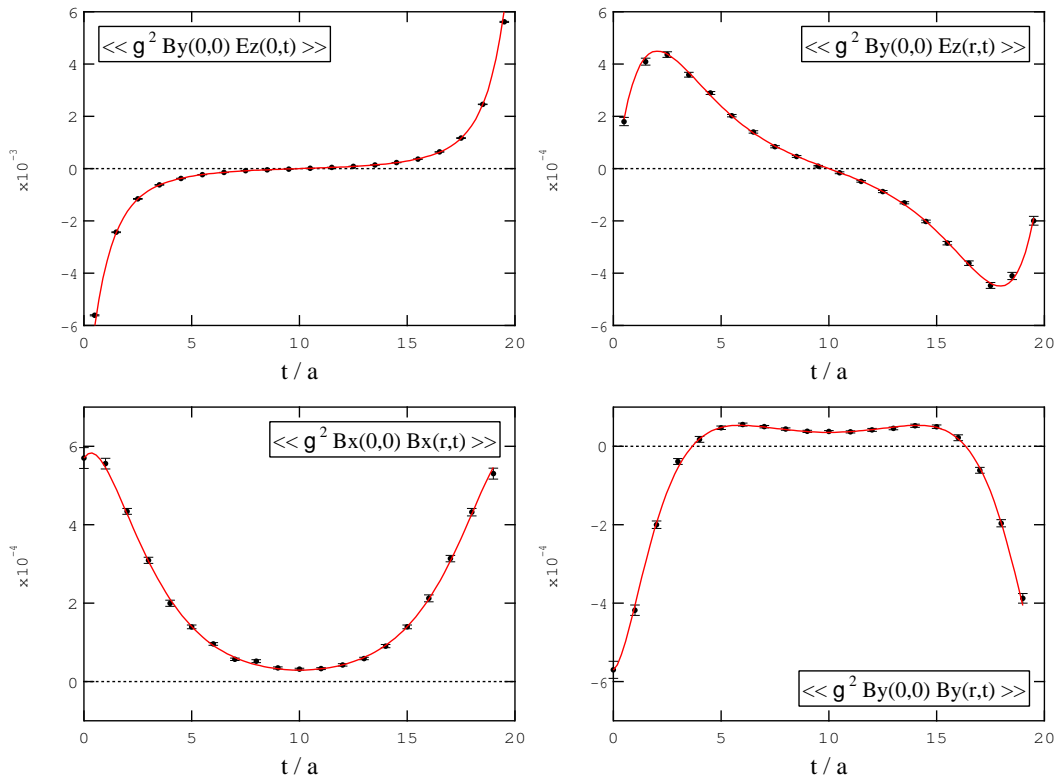 << g² By(0,0) Ez(0,t) >>
6
4
2
0
-2
-4
-6
x10⁻³
0 5 10 15 20
t / a
<< g² By(0,0) Ez(r,t) >>
6
4
2
0
-2
-4
-6
x10⁻⁴
0 5 10 15 20
t / a
<< g² Bx(0,0) Bx(r,t) >>
6
4
2
0
x10⁻⁴
0 5 10 15 20
t / a
<< g² By(0,0) By(r,t) >>
0
-2
-4
-6
x10⁻⁴
0 5 10 15 20
t / a